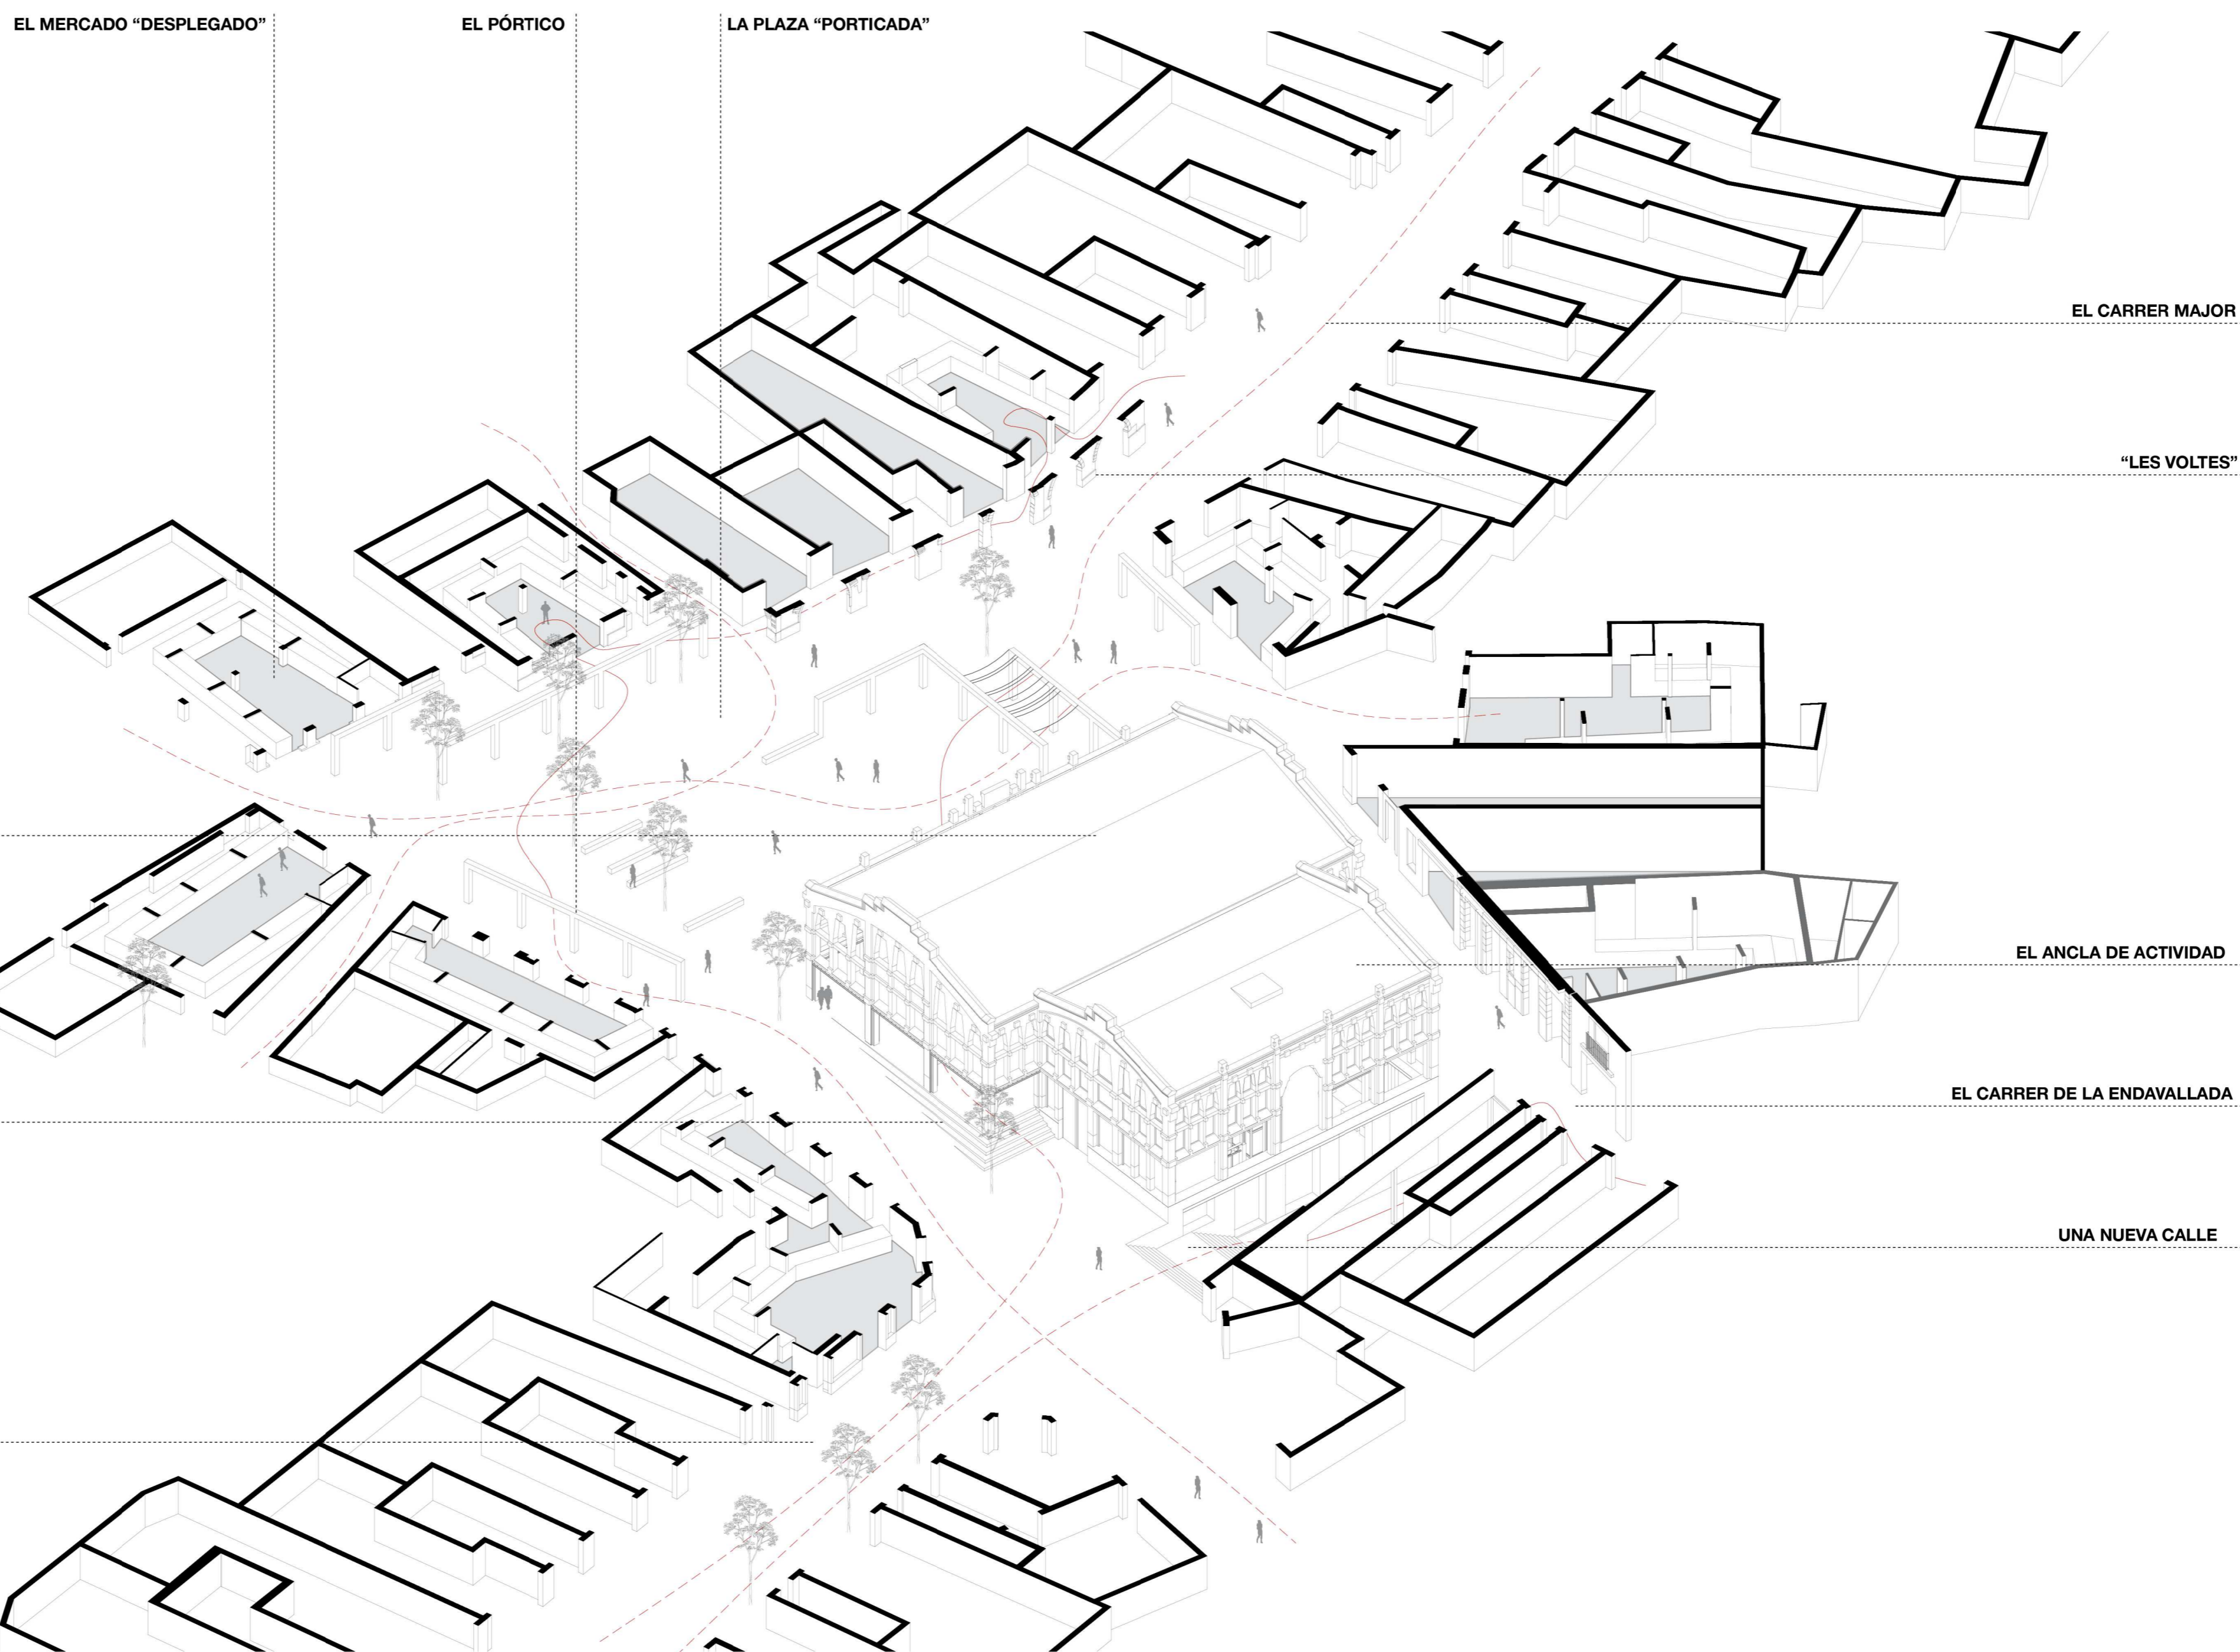 EL MERCADO “DESPLEGADO”
EL PÓRTICO
LA PLAZA “PORTICADA”
EL CARRER MAJOR
“LES VOLTES”
EL ANCLA DE ACTIVIDAD
EL CARRER DE LA ENDAVALLADA
UNA NUEVA CALLE